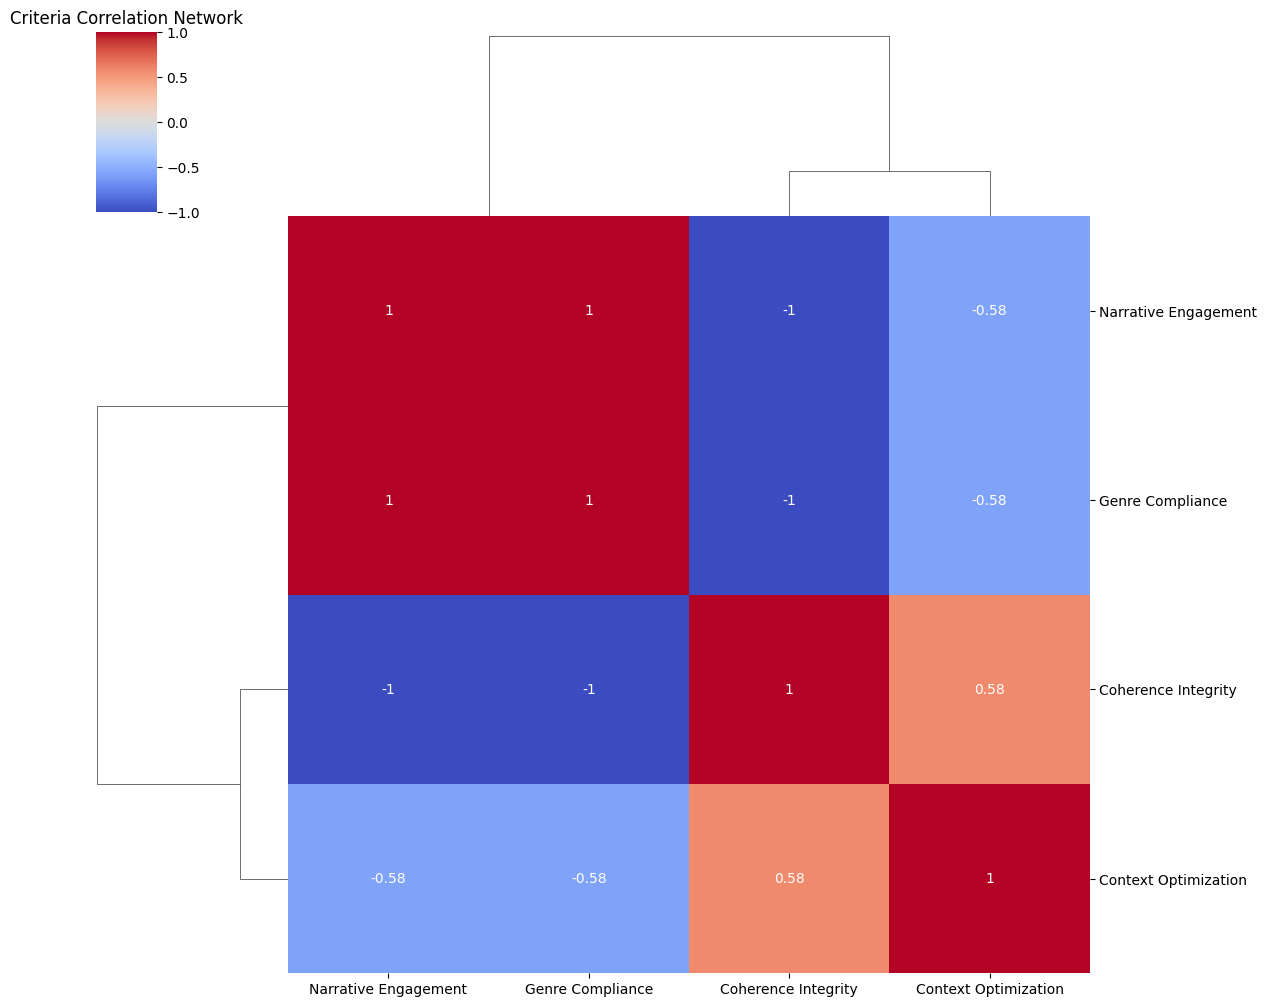 Criteria Correlation Network
1.0
0.5
0.0
−0.5
−1.0
1 1 -1 -0.58 Narrative Engagement
1 1 -1 -0.58 Genre Compliance
-1 -1 1 0.58 Coherence Integrity
-0.58 -0.58 0.58 1 Context Optimization
Narrative Engagement Genre Compliance Coherence Integrity Context Optimization